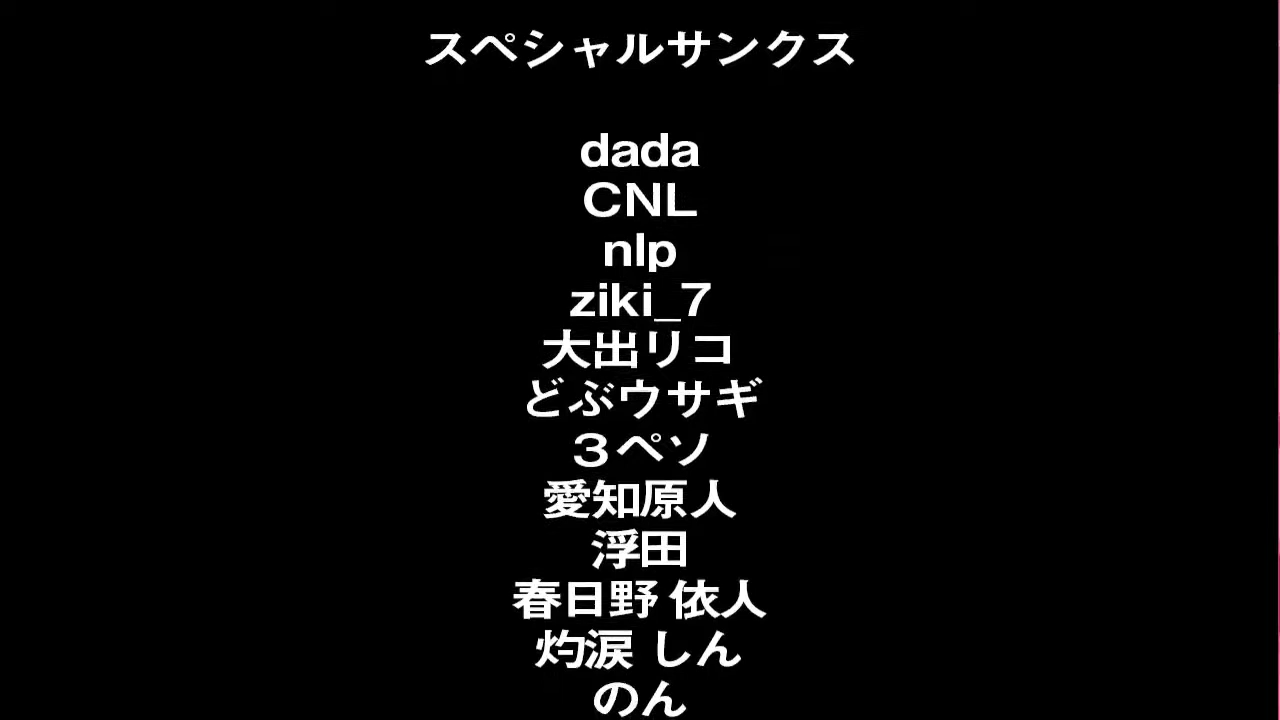 スペシャルサンクス
dada
CNL
nlp
ziki_7
大出リコ
どぶウサギ
３ペソ
愛知原人
浮田
春日野 依人
灼涙 しん
のん